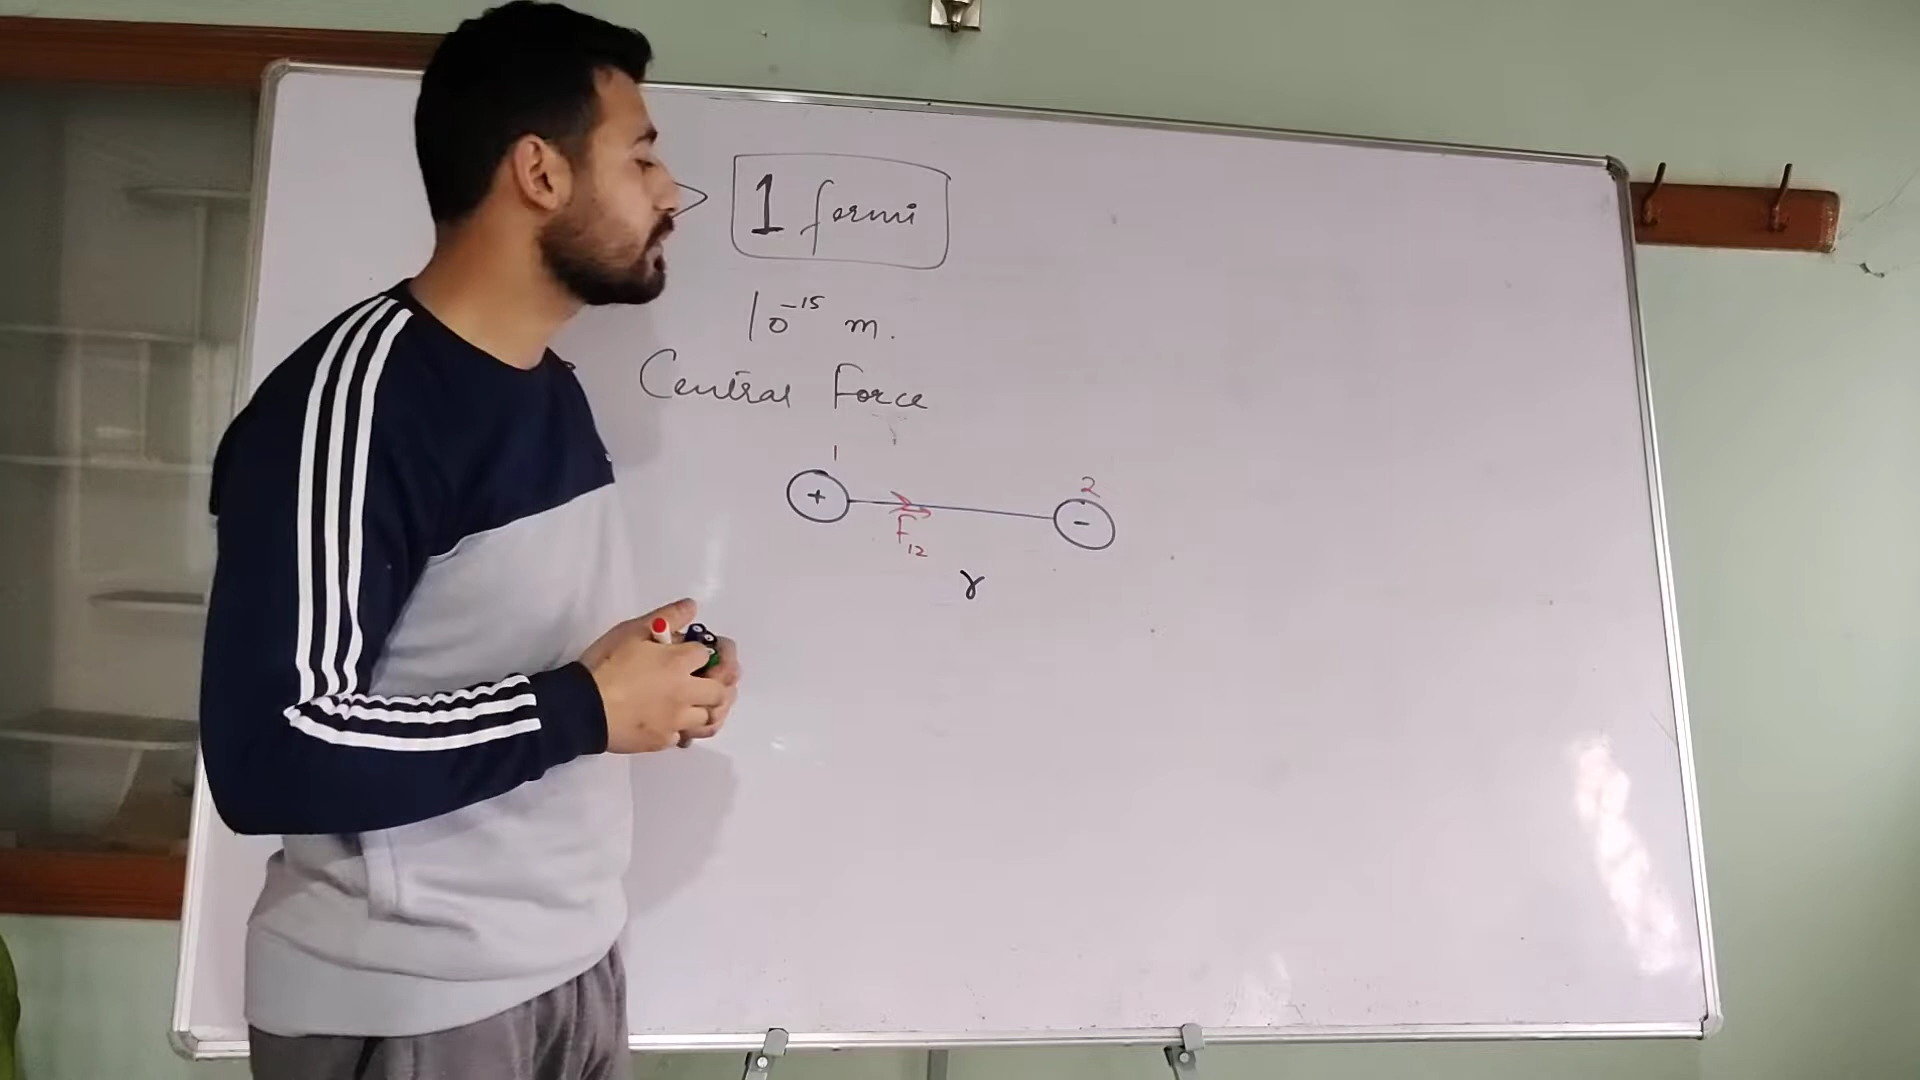 > 1 fermi
10⁻¹⁵ m.
Central Force
1
2
+
-
F₁₂
r